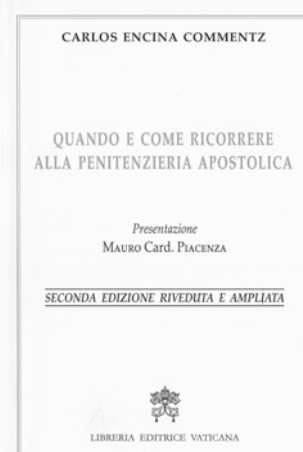 CARLOS ENCINA COMMENTZ
QUANDO E COME RICORRERE
ALLA PENITENZIERIA APOSTOLICA
Presentazione
MAURO Card. PIACENZA
SECONDA EDIZIONE RIVEDUTA E AMPLIATA
LIBRERIA EDITRICE VATICANA